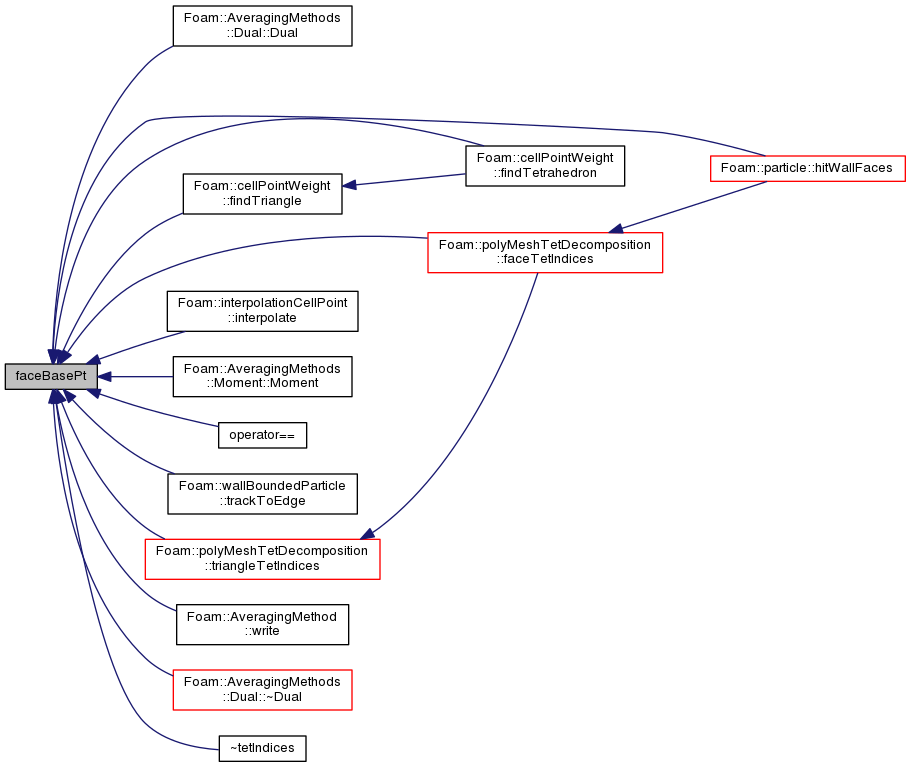 Foam::AveragingMethods
::Dual::Dual
Foam::cellPointWeight
::findTetrahedron
Foam::particle::hitWallFaces
Foam::cellPointWeight
::findTriangle
Foam::polyMeshTetDecomposition
::faceTetIndices
Foam::interpolationCellPoint
::interpolate
faceBasePt
Foam::AveragingMethods
::Moment::Moment
operator==
Foam::wallBoundedParticle
::trackToEdge
Foam::polyMeshTetDecomposition
::triangleTetIndices
Foam::AveragingMethod
::write
Foam::AveragingMethods
::Dual::~Dual
~tetIndices